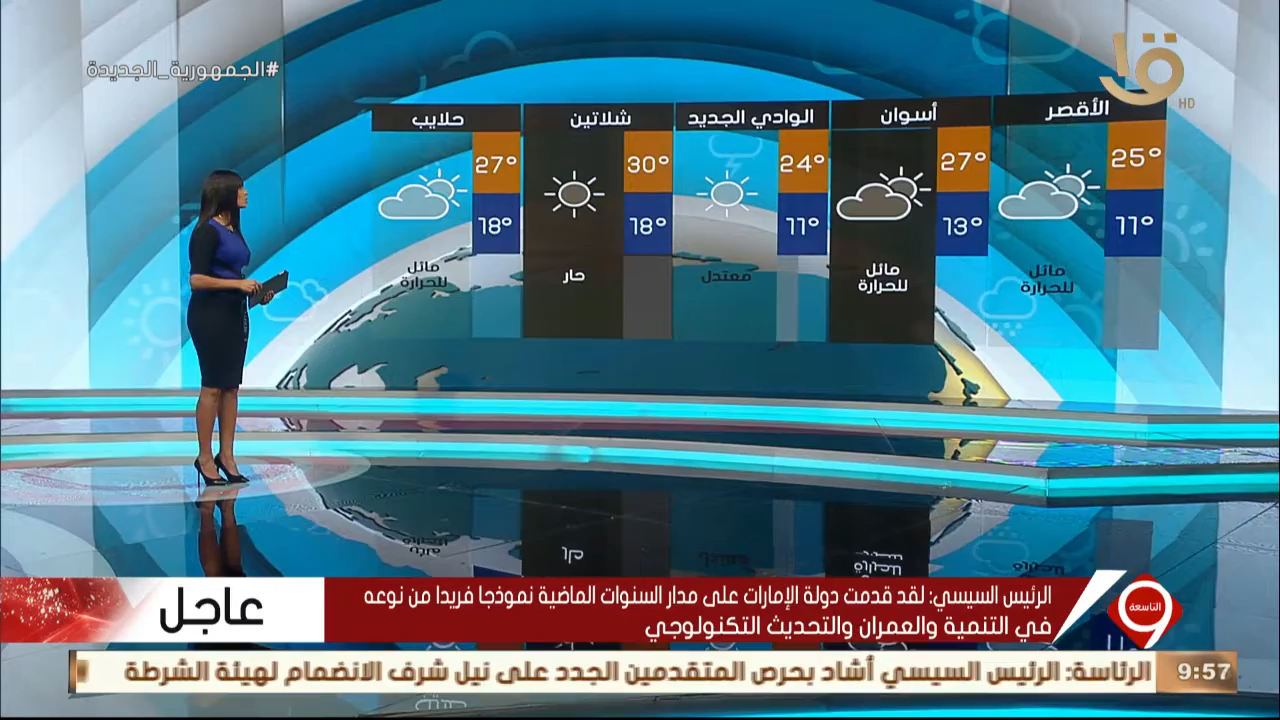 #الجمهورية_الجديدة
HD
الأقصر
25°
11°
مائل
للحرارة
أسوان
27°
13°
مائل
للحرارة
الوادي الجديد
24°
11°
معتدل
شلاتين
30°
18°
حار
حلايب
27°
18°
مائل
للحرارة
التاسعة
عاجل
الرئيس السيسي: لقد قدمت دولة الإمارات على مدار السنوات الماضية نموذجا فريدا من نوعه
في التنمية والعمران والتحديث التكنولوجي
9:57
الرئاسة: الرئيس السيسي أشاد بحرص المتقدمين الجدد على نيل شرف الانضمام لهيئة الشرطة